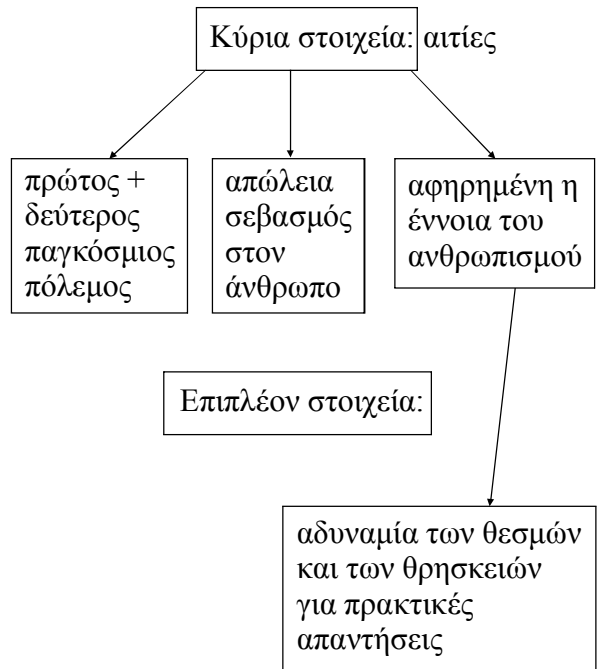 Κύρια στοιχεία: αιτίες
πρώτος +
δεύτερος
παγκόσμιος
πόλεμος
απώλεια
σεβασμός
στον
άνθρωπο
αφηρημένη η
έννοια του
ανθρωπισμού
Επιπλέον στοιχεία:
αδυναμία των θεσμών
και των θρησκειών
για πρακτικές
απαντήσεις